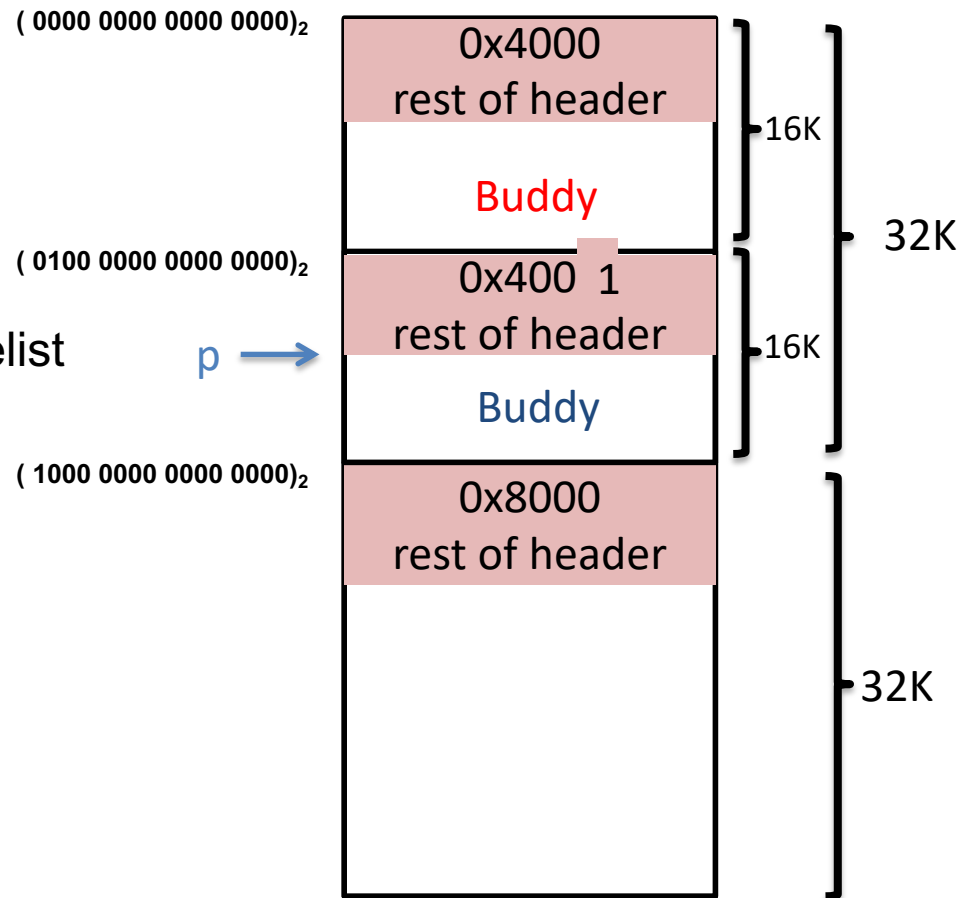 ( 0000 0000 0000 0000)₂
0x4000
rest of header
16K
Buddy
32K
( 0100 0000 0000 0000)₂
0x400 1
rest of header
elist
p
16K
Buddy
( 1000 0000 0000 0000)₂
0x8000
rest of header
32K